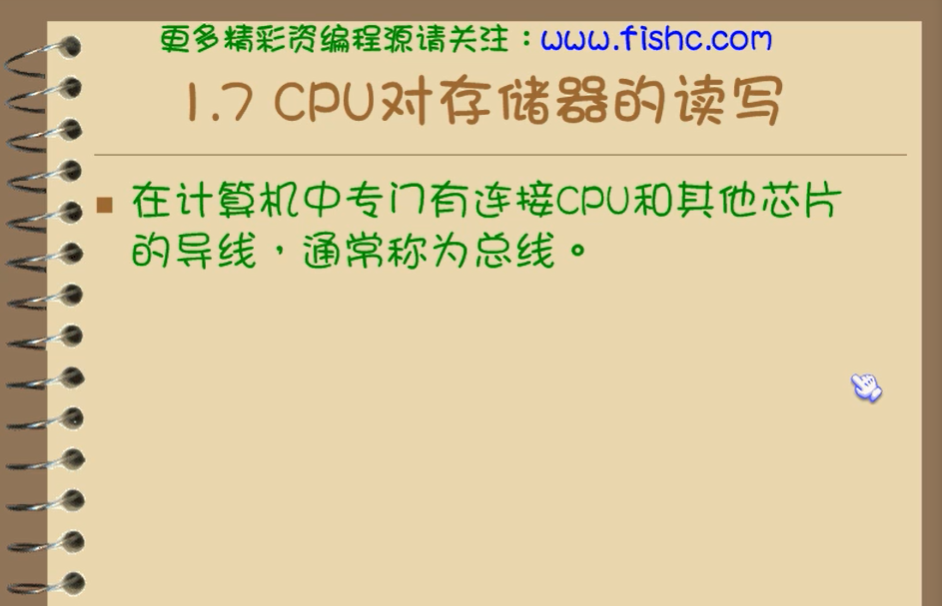 更多精彩资编程源请关注：www.fishc.com
1.7 CPU对存储器的读写
在计算机中专门有连接CPU和其他芯片
的导线，通常称为总线。